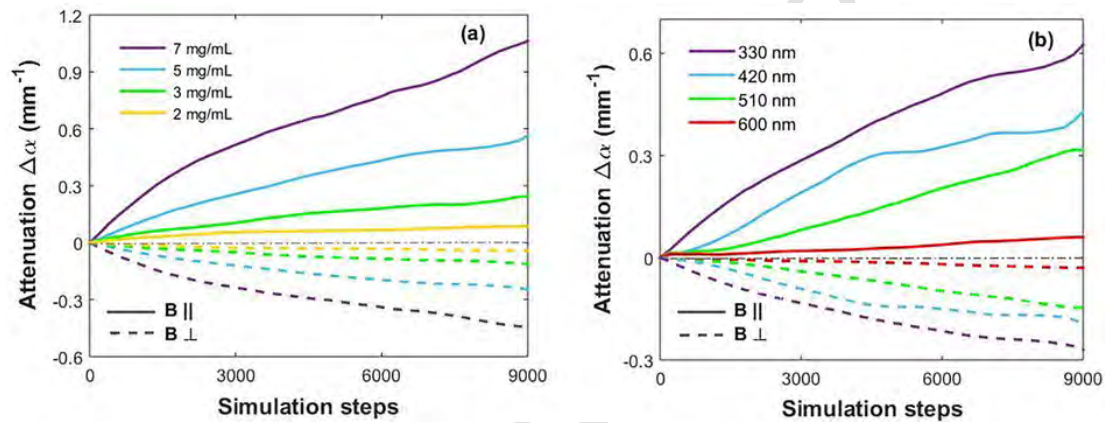 (a)
Attenuation Δα (mm⁻¹)
1.2
0.9
0.6
0.3
0
-0.3
-0.6
7 mg/mL
5 mg/mL
3 mg/mL
2 mg/mL
B ||
B ⊥
0 3000 6000 9000
Simulation steps
(b)
Attenuation Δα (mm⁻¹)
0.6
0.3
0
-0.3
330 nm
420 nm
510 nm
600 nm
B ||
B ⊥
0 3000 6000 9000
Simulation steps